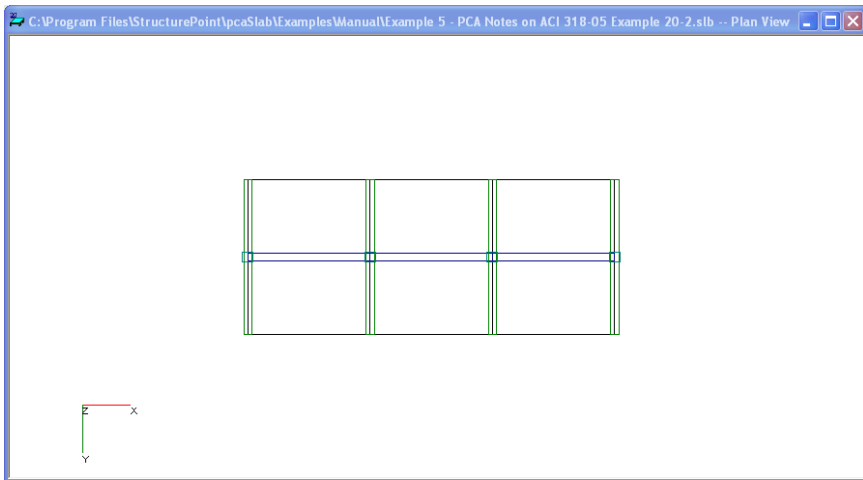 C:\Program Files\StructurePoint\pcaSlab\Examples\Manual\Example 5 - PCA Notes on ACI 318-05 Example 20-2.slb -- Plan View
Z X
Y